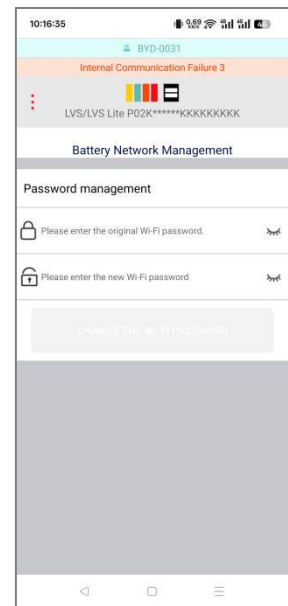 10:16:35
BYD-0031
Internal Communication Failure 3
LVS/LVS Lite P02K******KKKKKKKKK
Battery Network Management
Password management
Please enter the original Wi-Fi password.
Please enter the new Wi-Fi password
CHANGE THE WI-FI PASSWORD